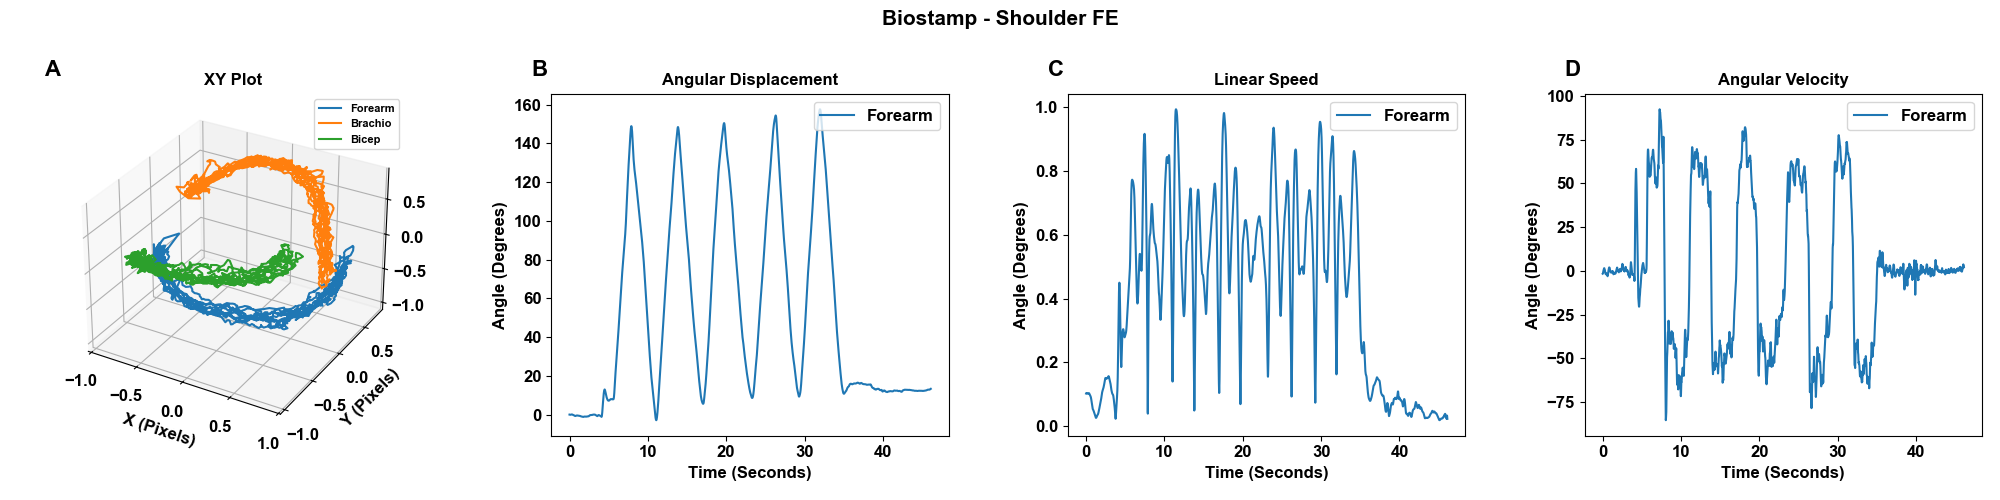 Biostamp - Shoulder FE
A
XY Plot
Forearm
Brachio
Bicep
0.5
0.0
−0.5
−1.0
−1.0
−0.5
0.0
0.5
1.0
X (Pixels)
−1.0
−0.5
0.0
0.5
Y (Pixels)
B
Angular Displacement
Forearm
160
140
120
100
80
60
40
20
0
Angle (Degrees)
0 10 20 30 40
Time (Seconds)
C
Linear Speed
Forearm
1.0
0.8
0.6
0.4
0.2
0.0
Angle (Degrees)
0 10 20 30 40
Time (Seconds)
D
Angular Velocity
Forearm
100
75
50
25
0
−25
−50
−75
Angle (Degrees)
0 10 20 30 40
Time (Seconds)